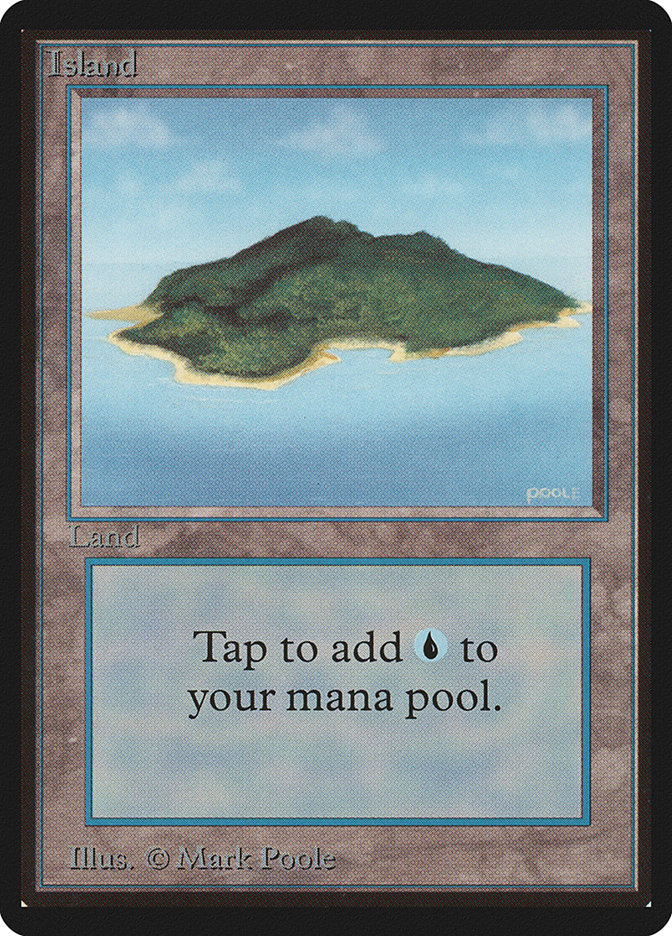 Island
POOLE
Land
Tap to add to
your mana pool.
Illus. © Mark Poole